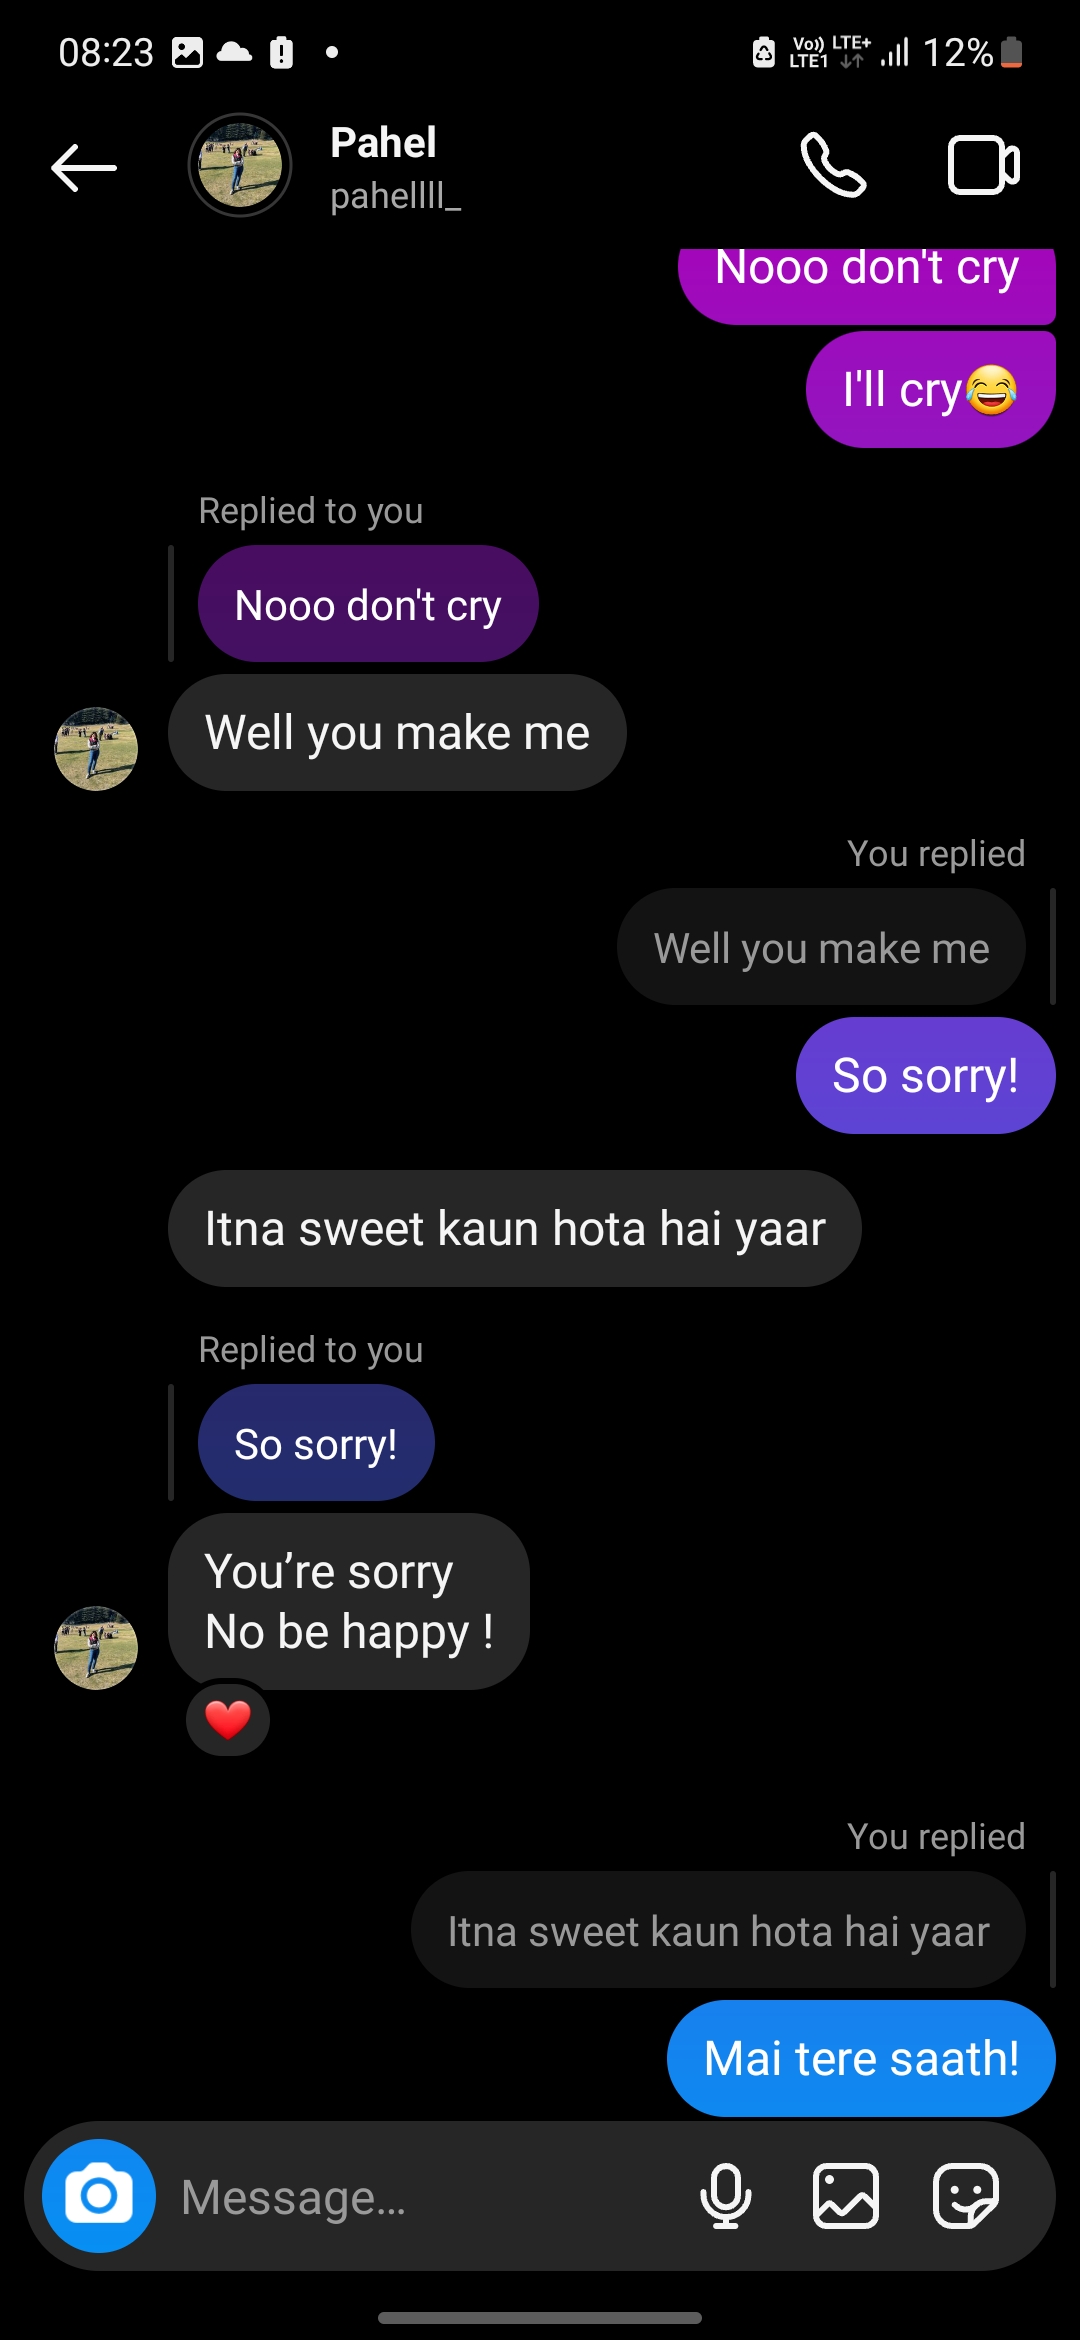 08:23
Vo)) LTE+
LTE1
12%
Pahel
pahellll_
Nooo don't cry
I'll cry😂
Replied to you
Nooo don't cry
Well you make me
You replied
Well you make me
So sorry!
Itna sweet kaun hota hai yaar
Replied to you
So sorry!
You’re sorry
No be happy !
❤️
You replied
Itna sweet kaun hota hai yaar
Mai tere saath!
Message...